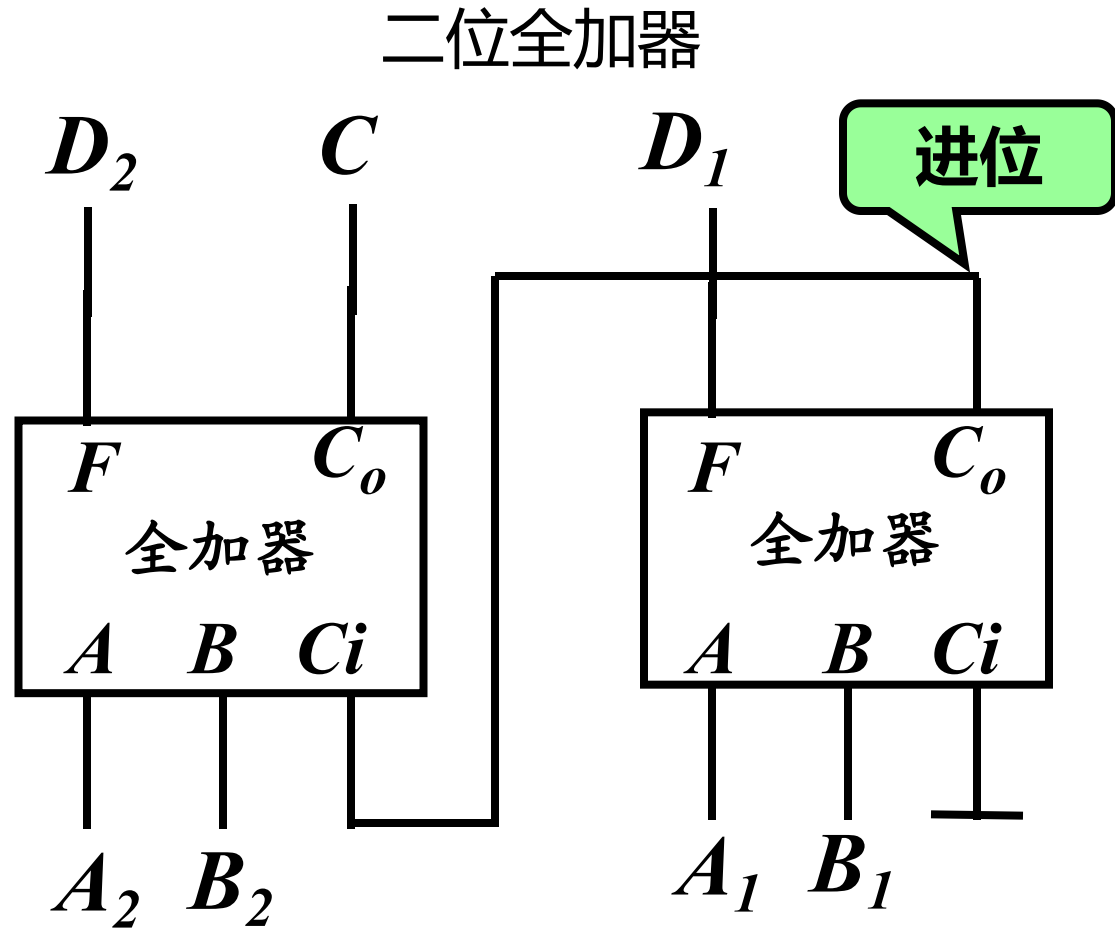 二位全加器
D₂ C D₁ 进位
F Cₒ F Cₒ
全加器 全加器
A B Ci A B Ci
A₂ B₂ A₁ B₁